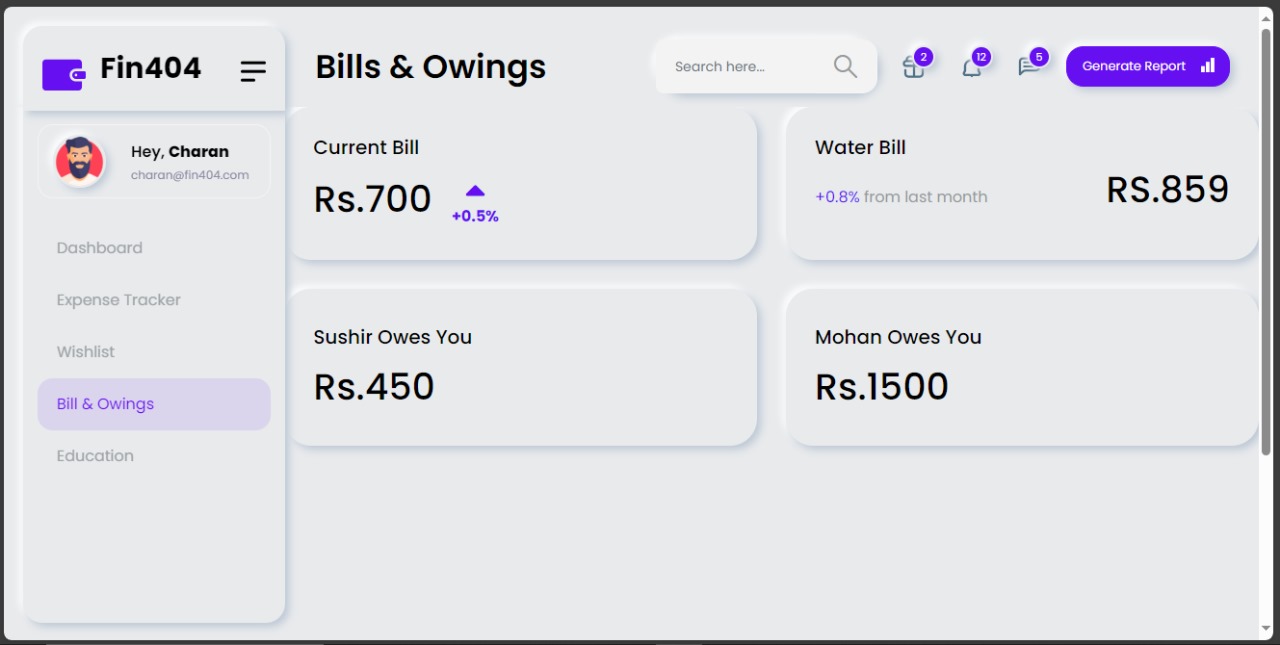 Fin404
Bills & Owings
Search here...
2
12
5
Generate Report
Hey, Charan
charan@fin404.com
Dashboard
Expense Tracker
Wishlist
Bill & Owings
Education
Current Bill
Rs.700
+0.5%
Water Bill
+0.8% from last month
RS.859
Sushir Owes You
Rs.450
Mohan Owes You
Rs.1500